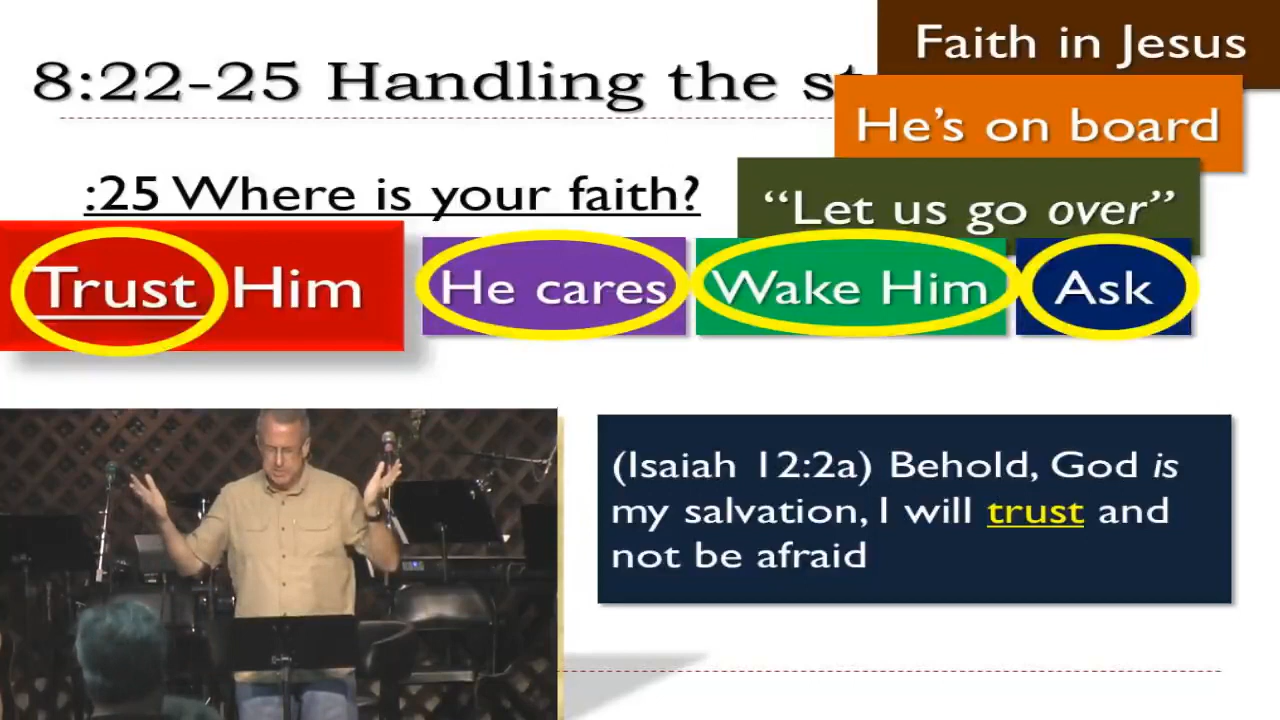 Faith in Jesus
8:22-25 Handling the st
He's on board
:25 Where is your faith?
"Let us go over"
Trust Him
He cares
Wake Him
Ask
(Isaiah 12:2a) Behold, God is
my salvation, I will trust and
not be afraid